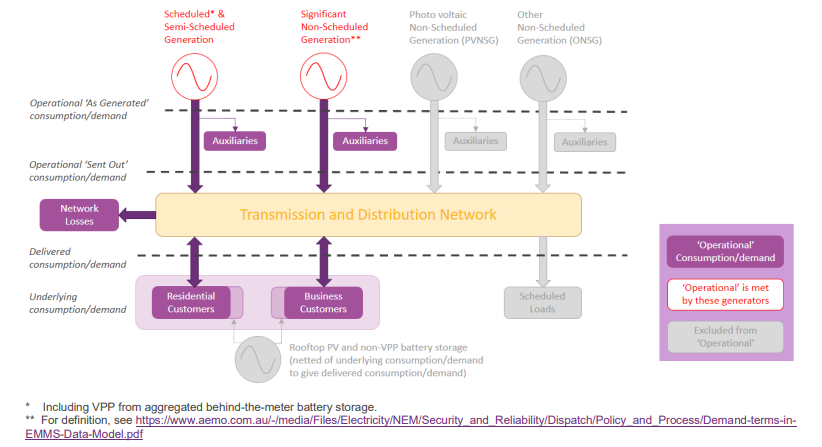 Scheduled* &
Semi-Scheduled
Generation
Significant
Non-Scheduled
Generation**
Photo voltaic
Non-Scheduled
Generation (PVNSG)
Other
Non-Scheduled
Generation (ONSG)
Operational ‘As Generated’
consumption/demand
Auxiliaries
Auxiliaries
Auxiliaries
Auxiliaries
Operational ‘Sent Out’
consumption/demand
Network
Losses
Transmission and Distribution Network
Delivered
consumption/demand
Underlying
consumption/demand
Residential
Customers
Business
Customers
Scheduled
Loads
Rooftop PV and non-VPP battery storage
(netted of underlying consumption/demand
to give delivered consumption/demand)
‘Operational’
Consumption/demand
‘Operational’ is met
by these generators
Excluded from
‘Operational’
* Including VPP from aggregated behind-the-meter battery storage.
** For definition, see https://www.aemo.com.au/-/media/Files/Electricity/NEM/Security_and_Reliability/Dispatch/Policy_and_Process/Demand-terms-in-
EMMS-Data-Model.pdf